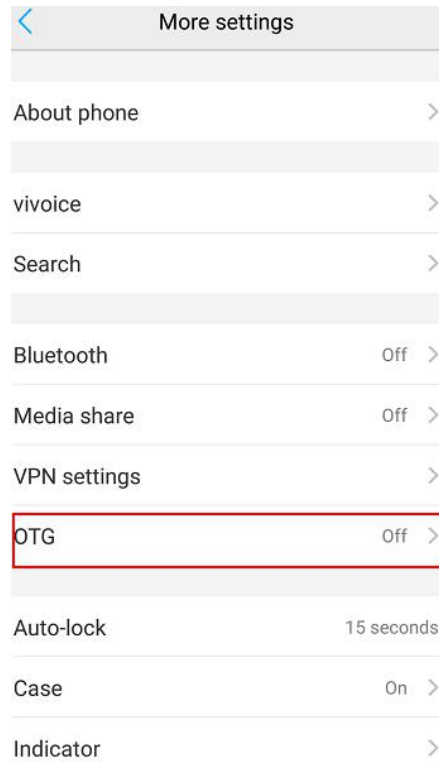 More settings
About phone
vivoice
Search
Bluetooth Off
Media share Off
VPN settings
OTG Off
Auto-lock 15 seconds
Case On
Indicator